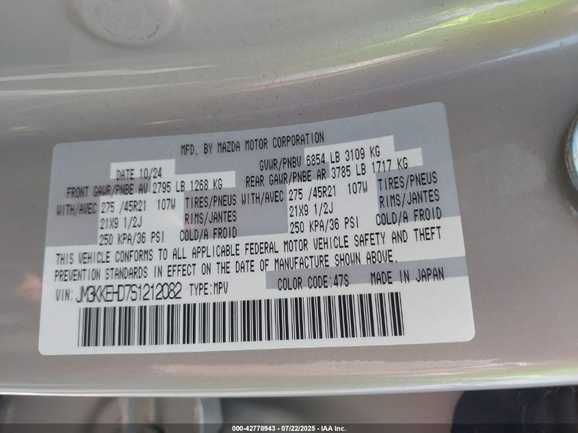 MFD. BY MAZDA MOTOR CORPORATION
DATE 10/24 GVWR/PNBV 6854 LB 3109 KG
FRONT GAWR/PNBE AV 2795 LB 1268 KG REAR GAWR/PNBE AR 3785 LB 1717 KG
WITH/AVEC 275 /45R21 107W TIRES/PNEUS WITH/AVEC 275 /45R21 107W TIRES/PNEUS
21X9 1/2J RIMS/JANTES 21X9 1/2J RIMS/JANTES
250 KPA/36 PSI COLD/A FROID 250 KPA/36 PSI COLD/A FROID
THIS VEHICLE CONFORMS TO ALL APPLICABLE FEDERAL MOTOR VEHICLE SAFETY AND THEFT
PREVENTION STANDARDS IN EFFECT ON THE DATE OF MANUFACTURE SHOWN ABOVE.
VIN: JM3KKEHD7S1212082 TYPE:MPV COLOR CODE:47S MADE IN JAPAN
000-42778943 - 07/22/2025 - IAA Inc.